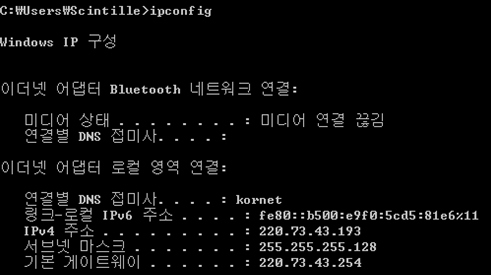 C:₩Users₩Scintille>ipconfig
Windows IP 구성
이더넷 어댑터 Bluetooth 네트워크 연결:
미디어 상태 . . . . . . . . : 미디어 연결 끊김
연결별 DNS 접미사. . . . :
이더넷 어댑터 로컬 영역 연결:
연결별 DNS 접미사. . . . : kornet
링크-로컬 IPv6 주소 . . . . : fe80::b500:e9f0:5cd5:81e6%11
IPv4 주소 . . . . . . . . . : 220.73.43.193
서브넷 마스크 . . . . . . . : 255.255.255.128
기본 게이트웨이 . . . . . . : 220.73.43.254